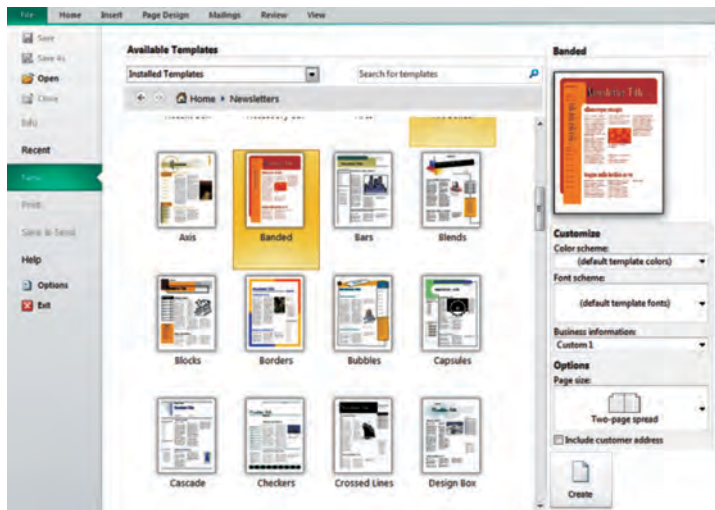 File Home Insert Page Design Mailings Review View
Save
Save As
Open
Close
Info
Recent
New
Print
Save & Send
Help
Options
Exit
Available Templates
Installed Templates
Search for templates
Home Newsletters
Axis Banded Bars Blends
Blocks Borders Bubbles Capsules
Cascade Checkers Crossed Lines Design Box
Banded
Newsletter Title
Customize
Color scheme:
(default template colors)
Font scheme:
(default template fonts)
Business information:
Custom 1
Options
Page size:
Two-page spread
Include customer address
Create